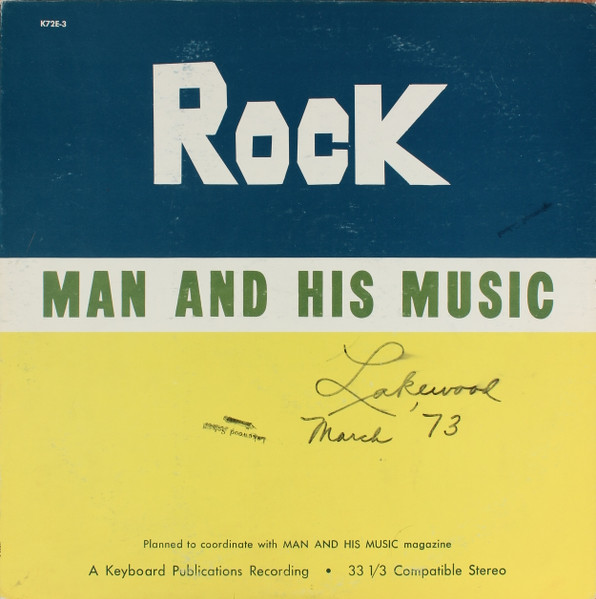 K72E-3
ROCK
MAN AND HIS MUSIC
Lakewood
March, '73
Planned to coordinate with MAN AND HIS MUSIC magazine
A Keyboard Publications Recording • 33 1/3 Compatible Stereo